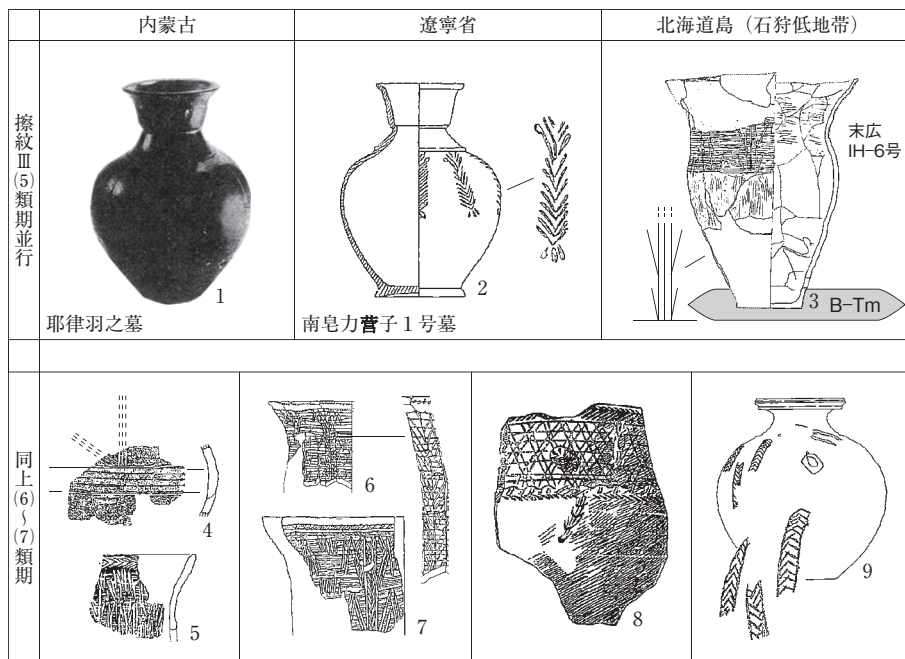 内蒙古
遼寧省
北海道島（石狩低地帯）
擦紋Ⅲ(5)類期並行
1
耶律羽之墓
2
南皂力菅子1号墓
末広
IH−6号
3
B−Tm
同上(6)～(7)類期
4
5
6
7
8
9